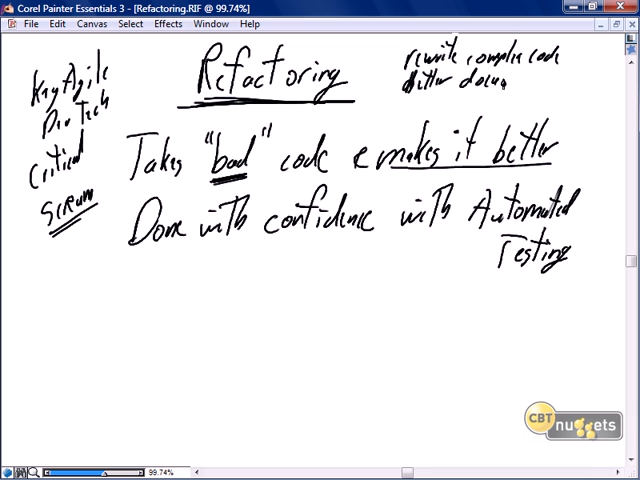 Corel Painter Essentials 3 - [Refactoring.RIF @ 99.74%]
File Edit Canvas Select Effects Window Help
Key Agile
Critical
Scrum
Refactoring
rewrite complex code
better
Takes "bad" code & makes it better
Done with confidence with Automated
Testing
CBT nuggets
99.74%